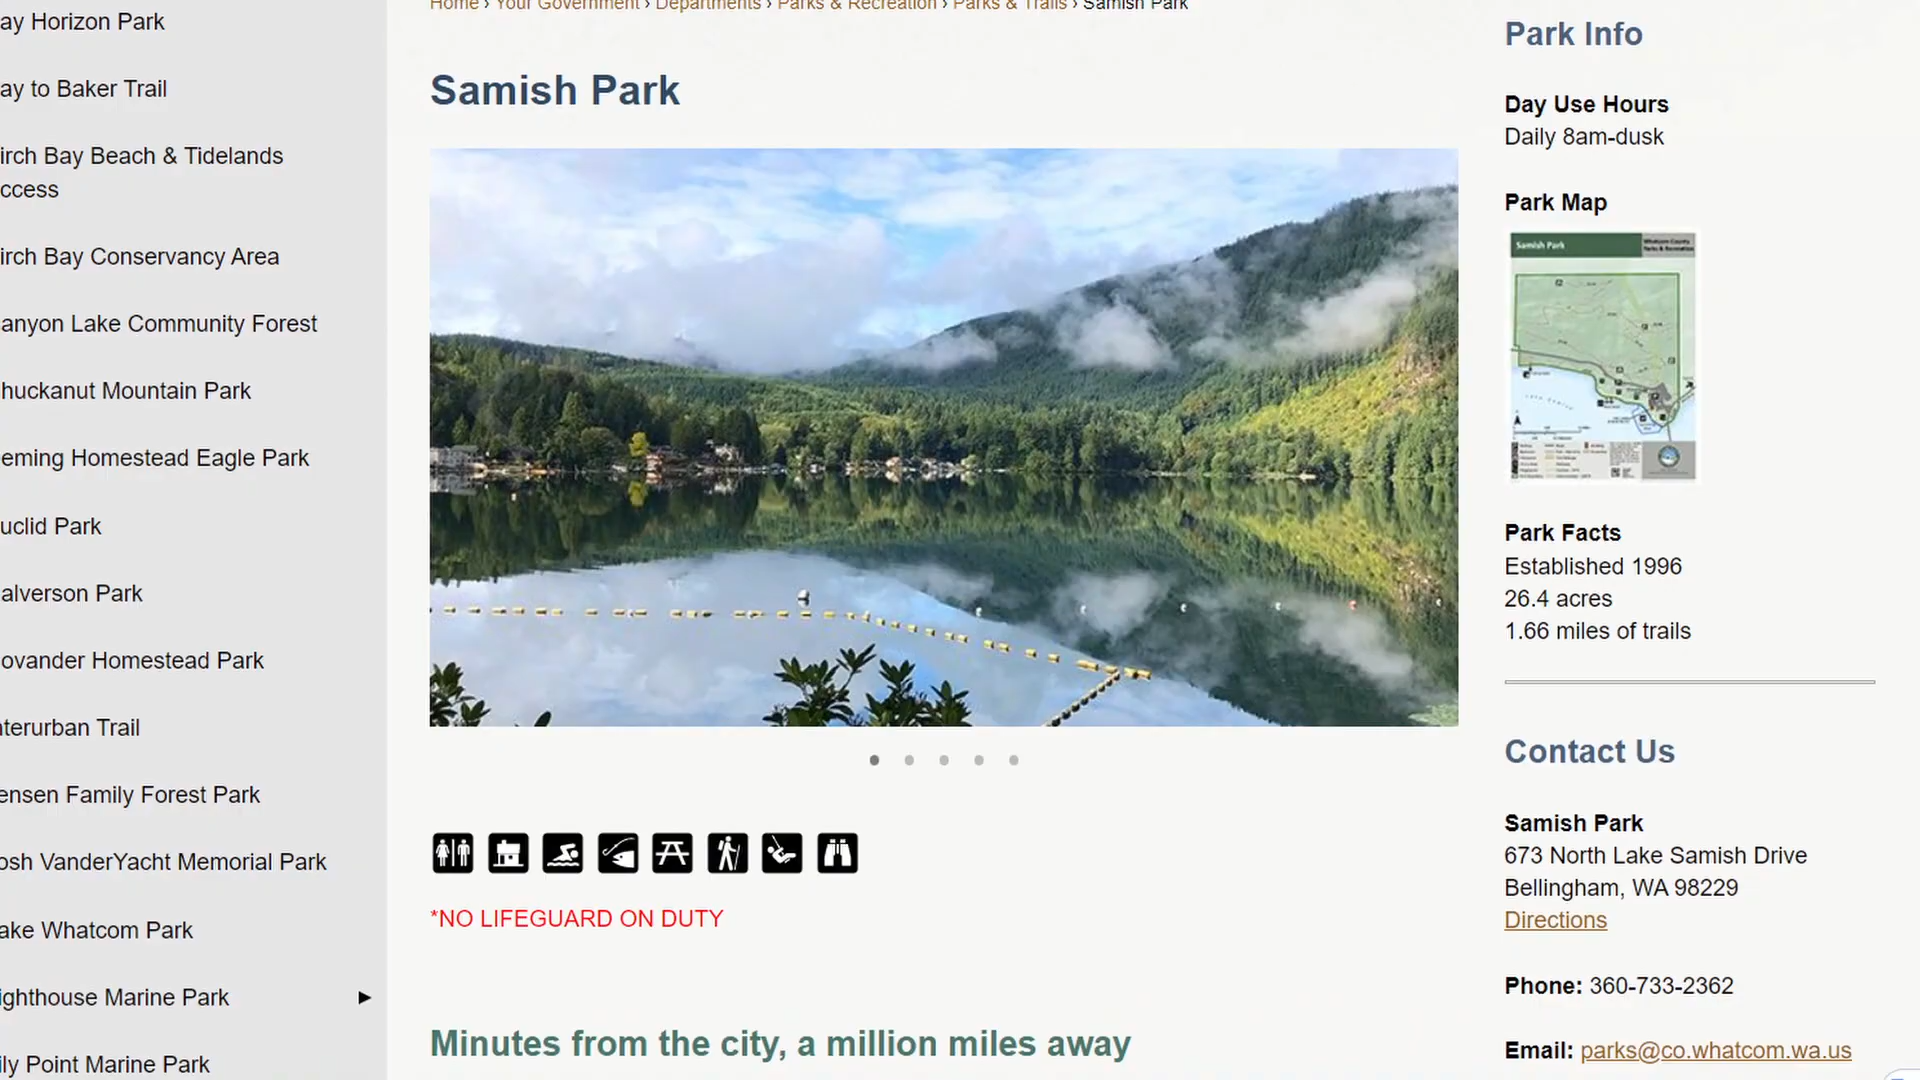 Home › Your Government › Departments › Parks & Recreation › Parks & Trails › Samish Park
ay Horizon Park
ay to Baker Trail
irch Bay Beach & Tidelands
ccess
irch Bay Conservancy Area
anyon Lake Community Forest
huckanut Mountain Park
eming Homestead Eagle Park
uclid Park
alverson Park
ovander Homestead Park
nterurban Trail
ensen Family Forest Park
osh VanderYacht Memorial Park
ake Whatcom Park
ighthouse Marine Park
ily Point Marine Park
Samish Park
*NO LIFEGUARD ON DUTY
Minutes from the city, a million miles away
Park Info
Day Use Hours
Daily 8am-dusk
Park Map
Samish Park
Whatcom County
Parks & Recreation
Park Facts
Established 1996
26.4 acres
1.66 miles of trails
Contact Us
Samish Park
673 North Lake Samish Drive
Bellingham, WA 98229
Directions
Phone: 360-733-2362
Email: parks@co.whatcom.wa.us